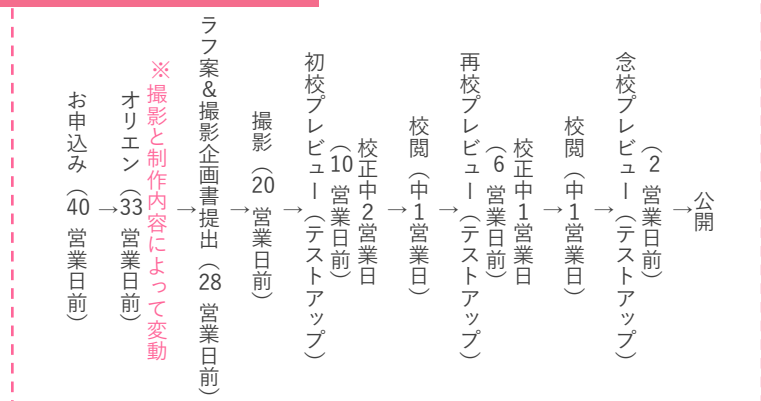 お申込み（40 営業日前）
→
オリエン（33 営業日前）
※撮影と制作内容によって変動
→
ラフ案＆撮影企画書提出（28 営業日前）
→
撮影（20 営業日前）
→
初校プレビュー（テストアップ）
（10 営業日前）
校正中2営業日
→
校閲（中1営業日）
→
再校プレビュー（テストアップ）
（6 営業日前）
校正中1営業日
→
校閲（中1営業日）
→
念校プレビュー（テストアップ）
（2 営業日前）
→
公開